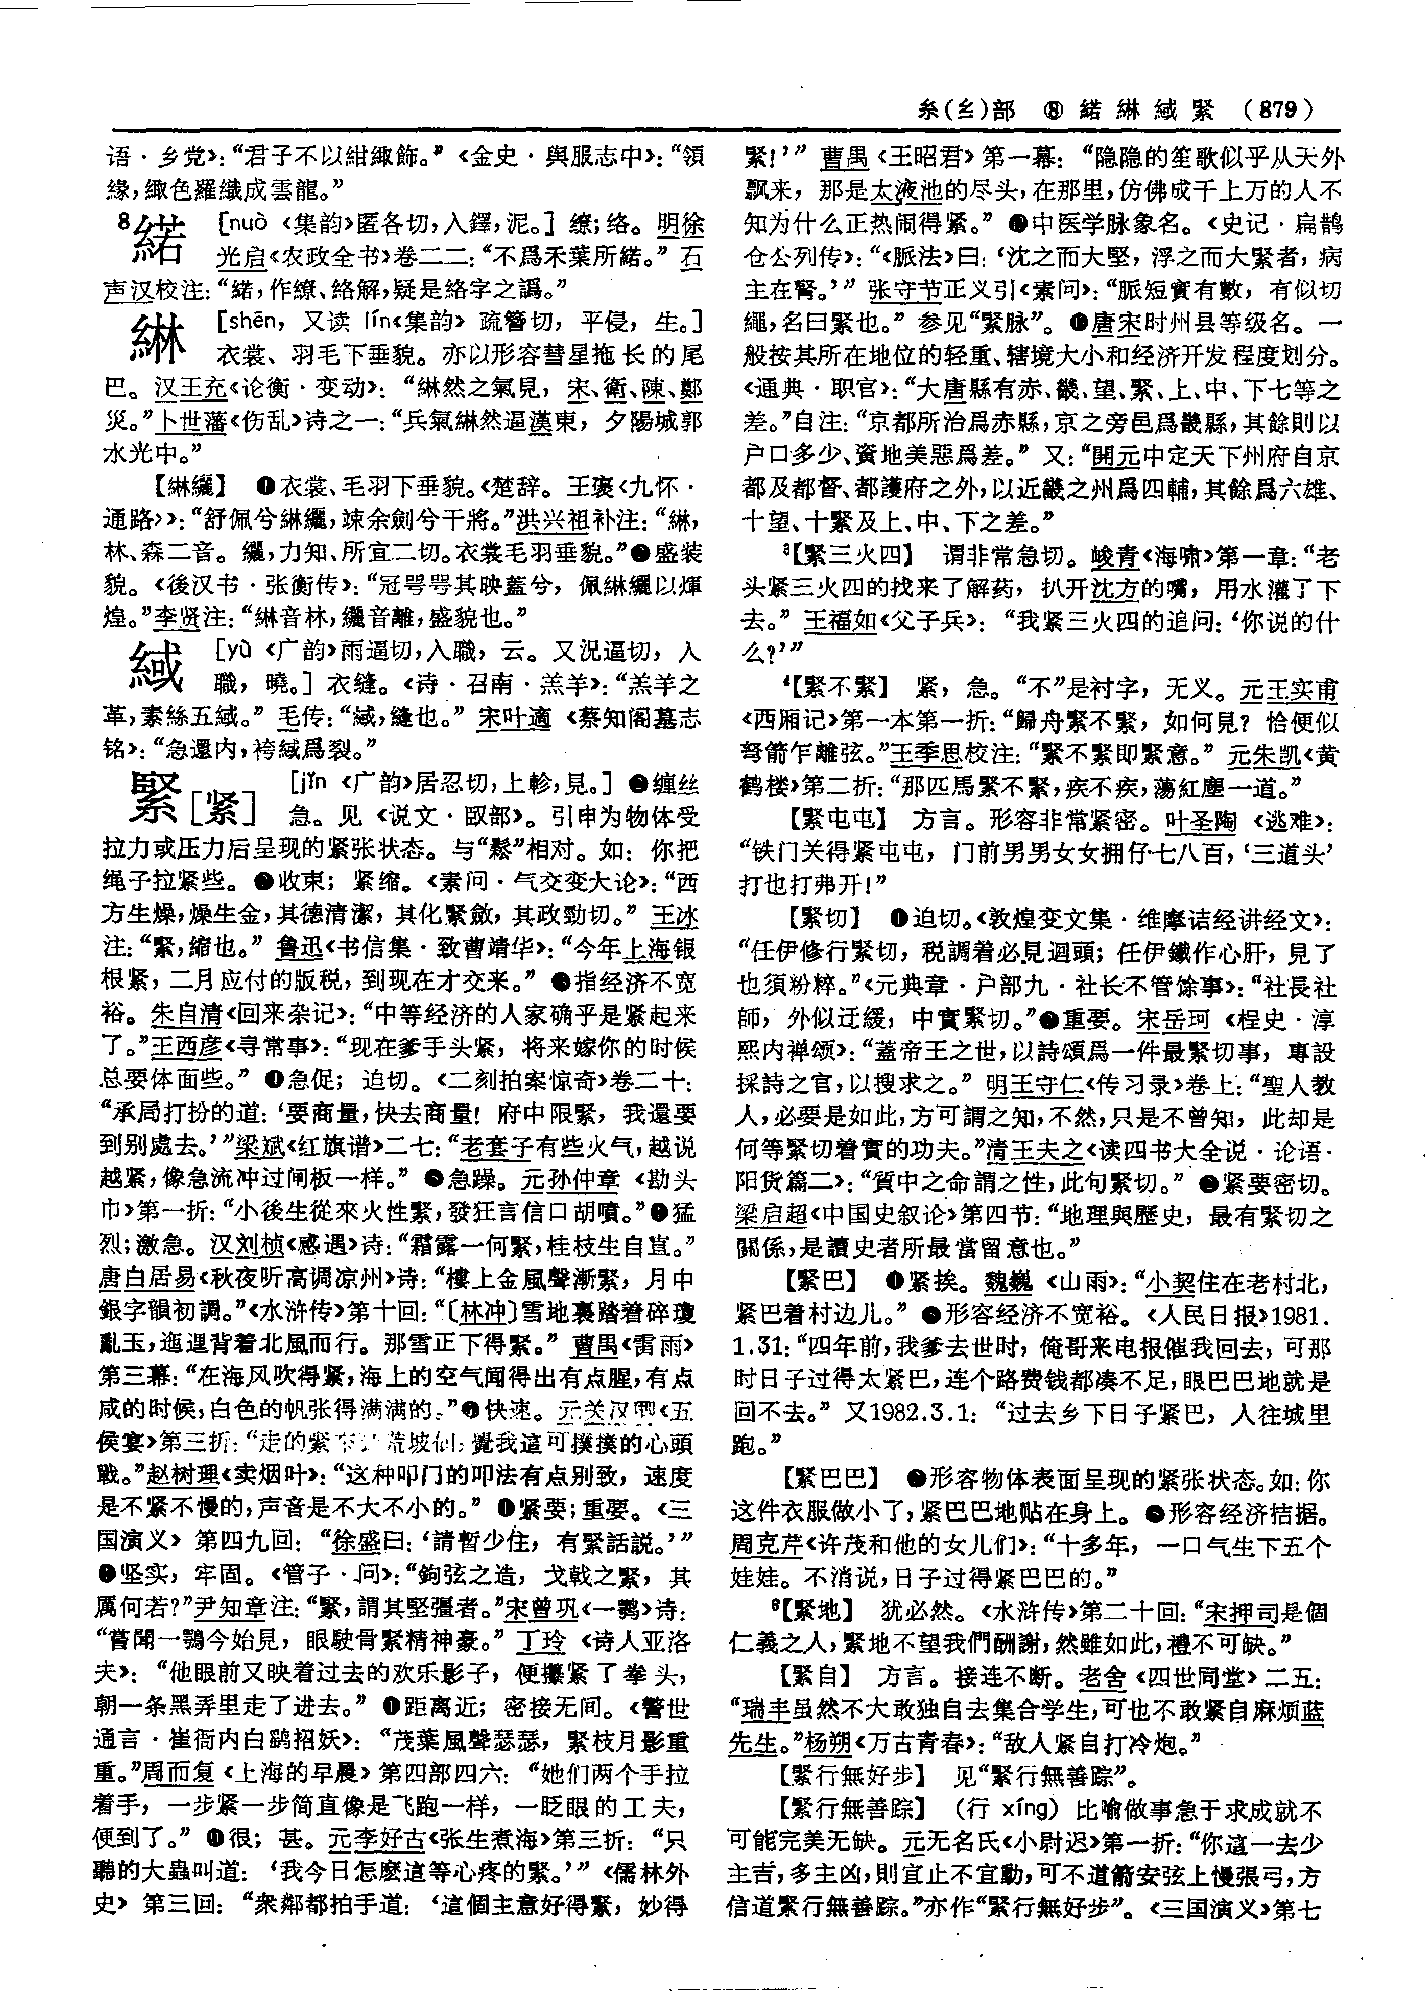 糸(纟)部 ⑧ 䋾 綝 緎 緊 (879)
语·乡党》：“君子不以紺緅飾。”《金史·舆服志中》：“領
緣，緅色羅纖成雲龍。”
8䋾 [nuò 《集韵》匿各切，入鐸，泥。] 缭；络。明徐
光启《农政全书》卷二二：“不爲禾葉所䋾。”石
声汉校注：“䋾，作繚、絡解，疑是絡字之譌。”
綝 [shēn，又读 lín《集韵》 疏簪切，平侵，生。]
衣裳、羽毛下垂貌。亦以形容彗星拖长的尾
巴。汉王充《论衡·变动》：“綝然之氣見，宋、衛、陳、鄭
災。”卜世藩《伤乱》诗之一：“兵氣綝然逼漢東，夕陽城郭
水光中。”
【綝纚】 ❶衣裳、毛羽下垂貌。《楚辞。王褒〈九怀·
通路〉》：“舒佩兮綝纚，竦余劍兮干將。”洪兴祖补注：“綝，
林、森二音。纚，力知、所宜二切。衣裳毛羽垂貌。”❷盛装
貌。《後汉书·张衡传》：“冠咢咢其映蓋兮，佩綝纚以煇
煌。”李贤注：“綝音林，纚音離，盛貌也。”
緎 [yù 《广韵》雨逼切，入職，云。又況逼切，入
職，曉。] 衣缝。《诗·召南·羔羊》：“羔羊之
革，素絲五緎。”毛传：“緎，縫也。”宋叶適《蔡知阁墓志
铭》：“急還内，袴緎爲裂。”
緊[紧] [jǐn 《广韵》居忍切，上軫，見。] ❶缠丝
急。见《说文·臤部》。引申为物体受
拉力或压力后呈现的紧张状态。与“鬆”相对。如：你把
绳子拉紧些。❷收束；紧缩。《素问·气交变大论》：“西
方生燥，燥生金，其德清潔，其化緊斂，其政勁切。”王冰
注：“緊，縮也。”鲁迅《书信集·致曹靖华》：“今年上海银
根紧，二月应付的版税，到现在才交来。”❸指经济不宽
裕。朱自清《回来杂记》：“中等经济的人家确乎是紧起来
了。”王西彦《寻常事》：“现在爹手头紧，将来嫁你的时候
总要体面些。”❹急促；迫切。《二刻拍案惊奇》卷二十：
“承局打扮的道：‘要商量，快去商量！府中限緊，我還要
到别處去。’”梁斌《红旗谱》二七：“老套子有些火气，越说
越紧，像急流冲过闸板一样。”❺急躁。元孙仲章《勘头
巾》第一折：“小後生從來火性緊，發狂言信口胡噴。”❻猛
烈；激急。汉刘桢《感遇》诗：“霜露一何緊，桂枝生自直。”
唐白居易《秋夜听高调凉州》诗：“樓上金風聲漸緊，月中
銀字韻初調。”《水浒传》第十回：“〔林冲〕雪地裏踏着碎瓊
亂玉，迤邐背着北風而行。那雪正下得緊。”曹禺《雷雨》
第三幕：“在海风吹得紧，海上的空气闻得出有点腥，有点
咸的时候，白色的帆张得满满的。”❼快速。元关汉卿《五
侯宴》第三折：“走的緊 荒坡 覺我這可撲撲的心頭
戰。”赵树理《卖烟叶》：“这种叩门的叩法有点别致，速度
是不紧不慢的，声音是不大不小的。”❽紧要；重要。《三
国演义》第四九回：“徐盛曰：‘請暫少住，有緊話説。’”
❾坚实，牢固。《管子·问》：“鉤弦之造，戈戟之緊，其
厲何若？”尹知章注：“緊，謂其堅彊者。”宋曾巩《一鹗》诗：
“舊聞一鶚今始見，眼駛骨緊精神豪。”丁玲《诗人亚洛
夫》：“他眼前又映着过去的欢乐影子，便攥紧了拳头，
朝一条黑弄里走了进去。”❿距离近；密接无间。《警世
通言·崔衙内白鹞招妖》：“茂葉風聲瑟瑟，緊枝月影重
重。”周而复《上海的早晨》第四部四六：“她们两个手拉
着手，一步紧一步简直像是飞跑一样，一眨眼的工夫，
便到了。”⓫很；甚。元李好古《张生煮海》第三折：“只
聽的大蟲叫道：‘我今日怎麽這等心疼的緊。’”《儒林外
史》第三回：“衆鄰都拍手道：‘這個主意好得緊，妙得
緊！’”曹禺《王昭君》第一幕：“隐隐的笙歌似乎从天外
飘来，那是太液池的尽头，在那里，仿佛成千上万的人不
知为什么正热闹得紧。”⓬中医学脉象名。《史记·扁鹊
仓公列传》：“《脈法》曰：‘沈之而大堅，浮之而大緊者，病
主在腎。’”张守节正义引《素问》：“脈短實有數，有似切
繩，名曰緊也。”参见“緊脉”。⓭唐宋时州县等级名。一
般按其所在地位的轻重、辖境大小和经济开发程度划分。
《通典·职官》：“大唐縣有赤、畿、望、緊、上、中、下七等之
差。”自注：“京都所治爲赤縣，京之旁邑爲畿縣，其餘則以
户口多少、資地美惡爲差。”又：“開元中定天下州府自京
都及都督、都護府之外，以近畿之州爲四輔，其餘爲六雄、
十望、十緊及上、中、下之差。”
3【緊三火四】 谓非常急切。峻青《海啸》第一章：“老
头紧三火四的找来了解药，扒开沈方的嘴，用水灌了下
去。”王福如《父子兵》：“我紧三火四的追问：‘你说的什
么？’”
4【緊不緊】 紧，急。“不”是衬字，无义。元王实甫
《西厢记》第一本第一折：“歸舟緊不緊，如何見？恰便似
弩箭乍離弦。”王季思校注：“緊不緊即緊意。”元朱凯《黄
鹤楼》第二折：“那匹馬緊不緊，疾不疾，蕩紅塵一道。”
【緊屯屯】 方言。形容非常紧密。叶圣陶《逃难》：
“铁门关得紧屯屯，门前男男女女拥仔七八百，‘三道头’
打也打弗开！”
【緊切】 ❶迫切。《敦煌变文集·维摩诘经讲经文》：
“任伊修行緊切，税調着必見迴頭；任伊鐵作心肝，見了
也須粉粹。”《元典章·户部九·社长不管馀事》：“社長社
師，外似迂緩，中實緊切。”❷重要。宋岳珂《桯史·淳
熙内禅颂》：“蓋帝王之世，以詩頌爲一件最緊切事，專設
採詩之官，以搜求之。”明王守仁《传习录》卷上：“聖人教
人，必要是如此，方可謂之知，不然，只是不曾知，此却是
何等緊切着實的功夫。”清王夫之《读四书大全说·论语·
阳货篇二》：“質中之命謂之性，此句緊切。”❸紧要密切。
梁启超《中国史叙论》第四节：“地理與歷史，最有緊切之
關係，是讀史者所最當留意也。”
【緊巴】 ❶紧挨。魏巍《山雨》：“小契住在老村北，
紧巴着村边儿。”❷形容经济不宽裕。《人民日报》1981.
1.31：“四年前，我爹去世时，俺哥来电报催我回去，可那
时日子过得太紧巴，连个路费钱都凑不足，眼巴巴地就是
回不去。”又1982.3.1：“过去乡下日子紧巴，人往城里
跑。”
【緊巴巴】 ❶形容物体表面呈现的紧张状态。如：你
这件衣服做小了，紧巴巴地贴在身上。❷形容经济拮据。
周克芹《许茂和他的女儿们》：“十多年，一口气生下五个
娃娃。不消说，日子过得紧巴巴的。”
6【緊地】 犹必然。《水浒传》第二十回：“宋押司是個
仁義之人，緊地不望我們酬謝，然雖如此，禮不可缺。”
【緊自】 方言。接连不断。老舍《四世同堂》二五：
“瑞丰虽然不大敢独自去集合学生，可也不敢紧自麻烦蓝
先生。”杨朔《万古青春》：“敌人紧自打冷炮。”
【緊行無好步】 见“緊行無善踪”。
【緊行無善踪】 （行 xíng）比喻做事急于求成就不
可能完美无缺。元无名氏《小尉迟》第一折：“你這一去少
主吉，多主凶，則宜止不宜動，可不道箭安弦上慢張弓，方
信道緊行無善踪。”亦作“緊行無好步”。《三国演义》第七